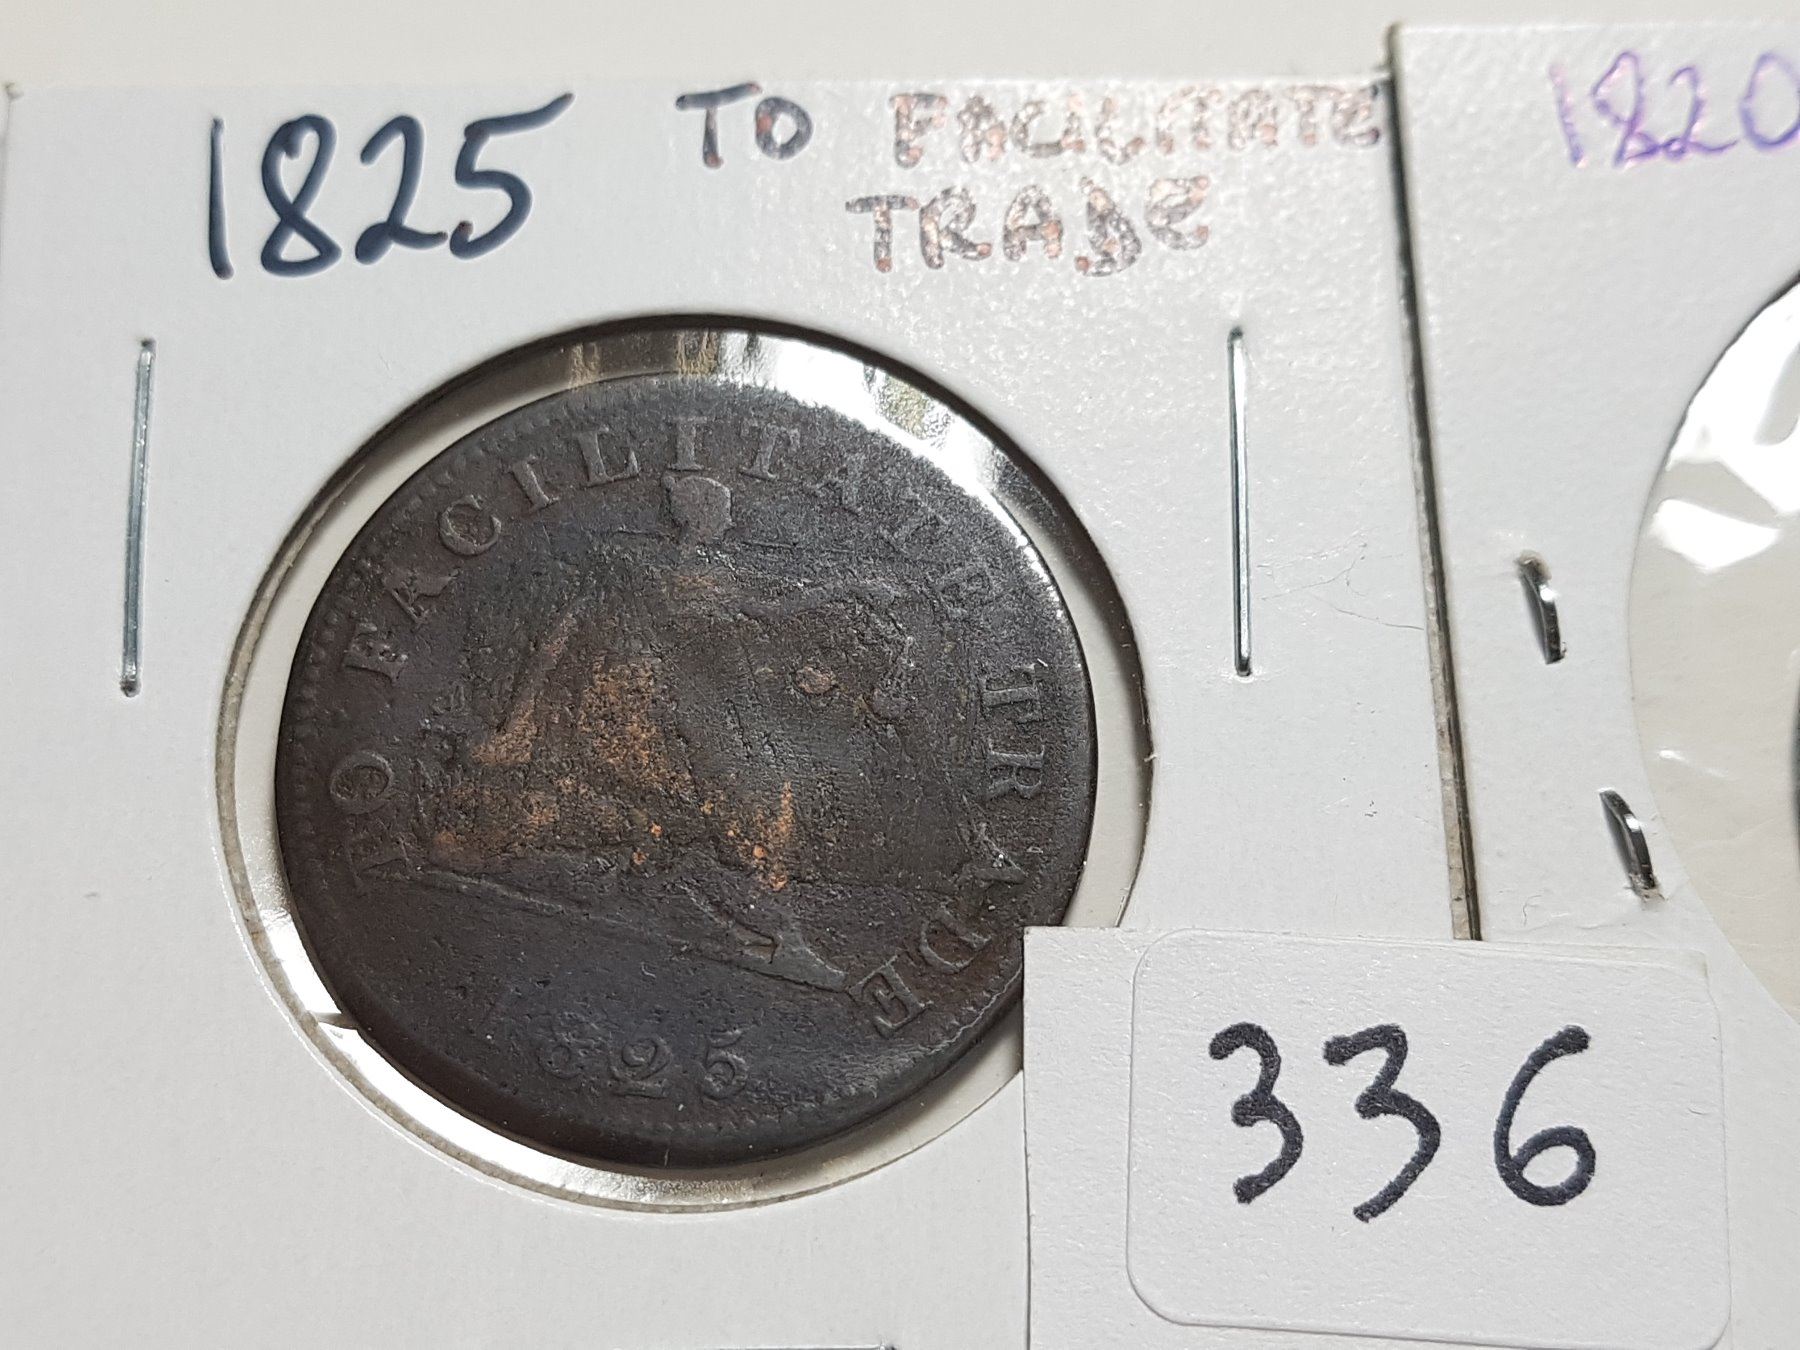 1825 TO FACILITATE
TRADE
1820
TO FACILITATE TRADE
825
336